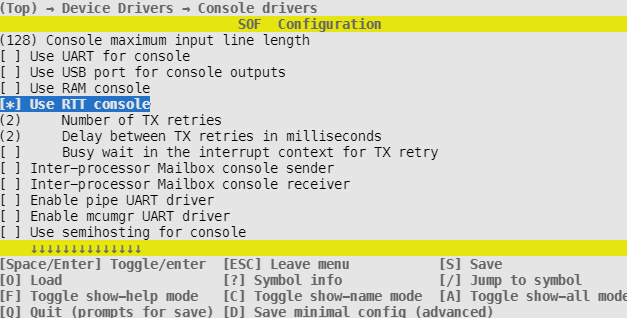 (Top) → Device Drivers → Console drivers
SOF Configuration
(128) Console maximum input line length
[ ] Use UART for console
[ ] Use USB port for console outputs
[ ] Use RAM console
[*] Use RTT console
(2) Number of TX retries
(2) Delay between TX retries in milliseconds
[ ] Busy wait in the interrupt context for TX retry
[ ] Inter-processor Mailbox console sender
[ ] Inter-processor Mailbox console receiver
[ ] Enable pipe UART driver
[ ] Enable mcumgr UART driver
[ ] Use semihosting for console
↓↓↓↓↓↓↓↓↓↓↓↓↓↓
[Space/Enter] Toggle/enter [ESC] Leave menu [S] Save
[O] Load [?] Symbol info [/] Jump to symbol
[F] Toggle show-help mode [C] Toggle show-name mode [A] Toggle show-all mode
[Q] Quit (prompts for save) [D] Save minimal config (advanced)